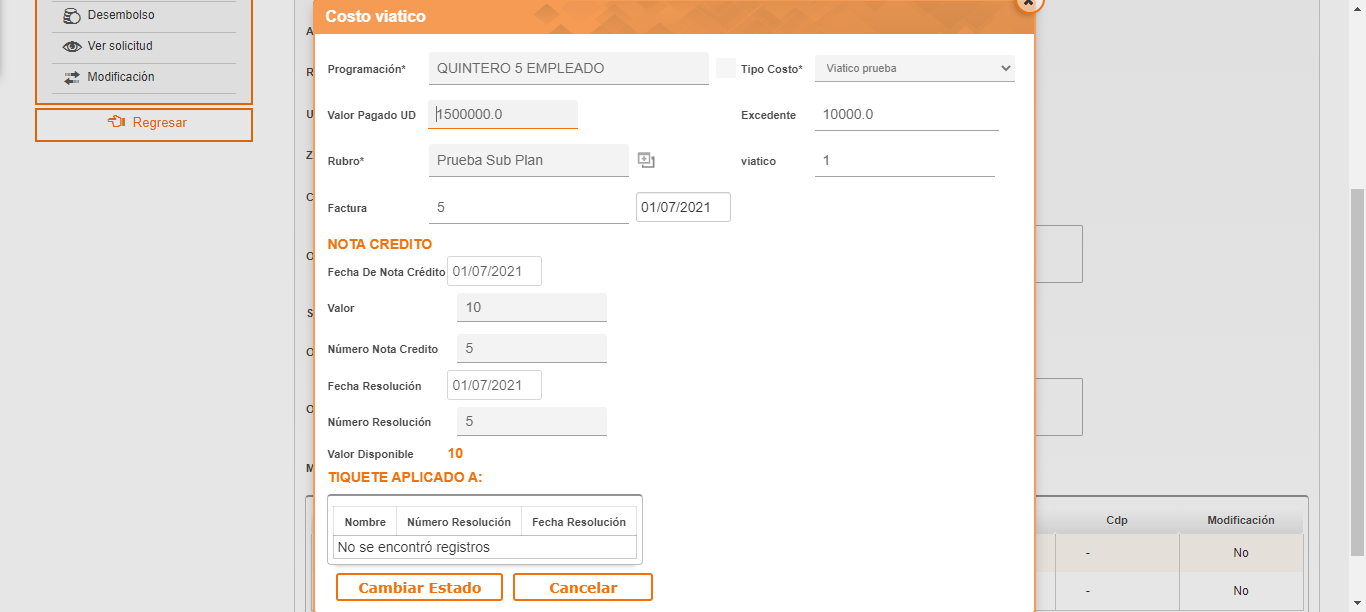 Desembolso
Ver solicitud
Modificación
Regresar
Costo viatico
Programación* QUINTERO 5 EMPLEADO Tipo Costo* Viatico prueba
Valor Pagado UD 1500000.0 Excedente 10000.0
Rubro* Prueba Sub Plan viatico 1
Factura 5 01/07/2021
NOTA CREDITO
Fecha De Nota Crédito 01/07/2021
Valor 10
Número Nota Credito 5
Fecha Resolución 01/07/2021
Número Resolución 5
Valor Disponible 10
TIQUETE APLICADO A:
Nombre Número Resolución Fecha Resolución
No se encontró registros
Cambiar Estado Cancelar
Cdp Modificación
- No
- No